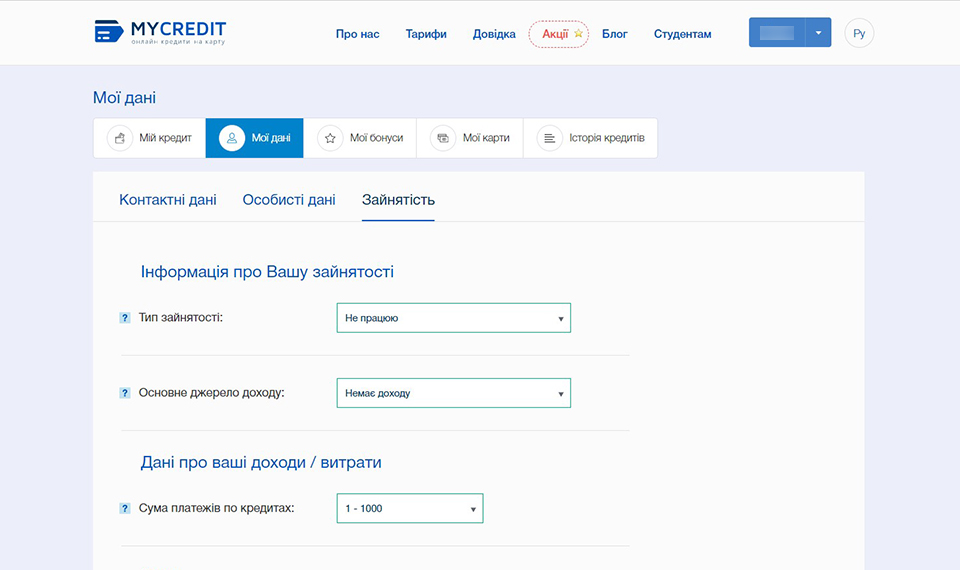 MYCREDIT
онлайн кредити на карту
Про нас Тарифи Довідка Акції Блог Студентам Ру
Мої дані
Мій кредит Мої дані Мої бонуси Мої карти Історія кредитів
Контактні дані Особисті дані Зайнятість
Інформація про Вашу зайнятості
? Тип зайнятості: Не працюю
? Основне джерело доходу: Немає доходу
Дані про ваші доходи / витрати
? Сума платежів по кредитах: 1 - 1000